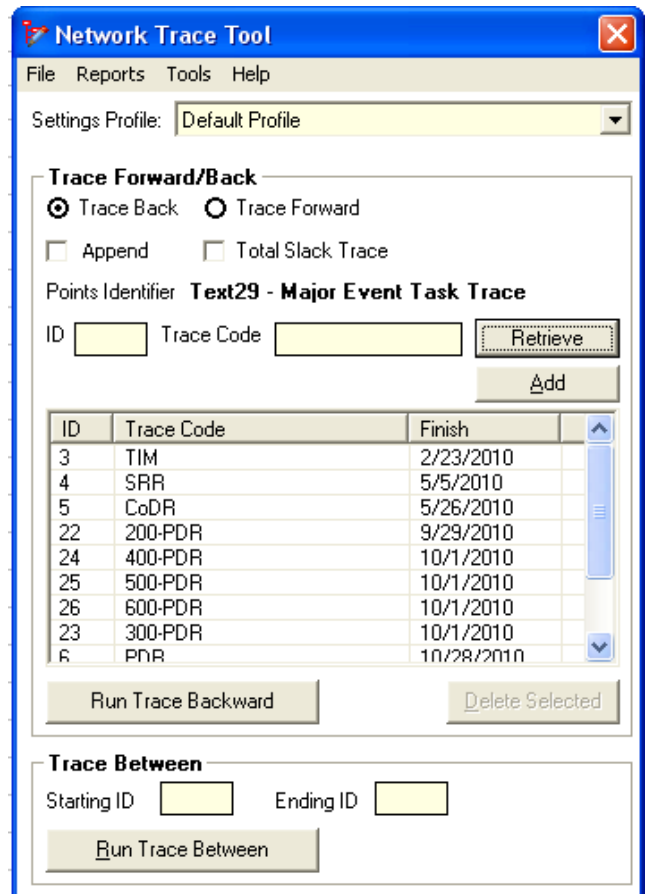 Network Trace Tool
File Reports Tools Help
Settings Profile: Default Profile
Trace Forward/Back
Trace Back Trace Forward
Append Total Slack Trace
Points Identifier Text29 - Major Event Task Trace
ID Trace Code Retrieve
Add
ID Trace Code Finish
3 TIM 2/23/2010
4 SRR 5/5/2010
5 CoDR 5/26/2010
22 200-PDR 9/29/2010
24 400-PDR 10/1/2010
25 500-PDR 10/1/2010
26 600-PDR 10/1/2010
23 300-PDR 10/1/2010
6 PDR 10/28/2010
Run Trace Backward Delete Selected
Trace Between
Starting ID Ending ID
Run Trace Between